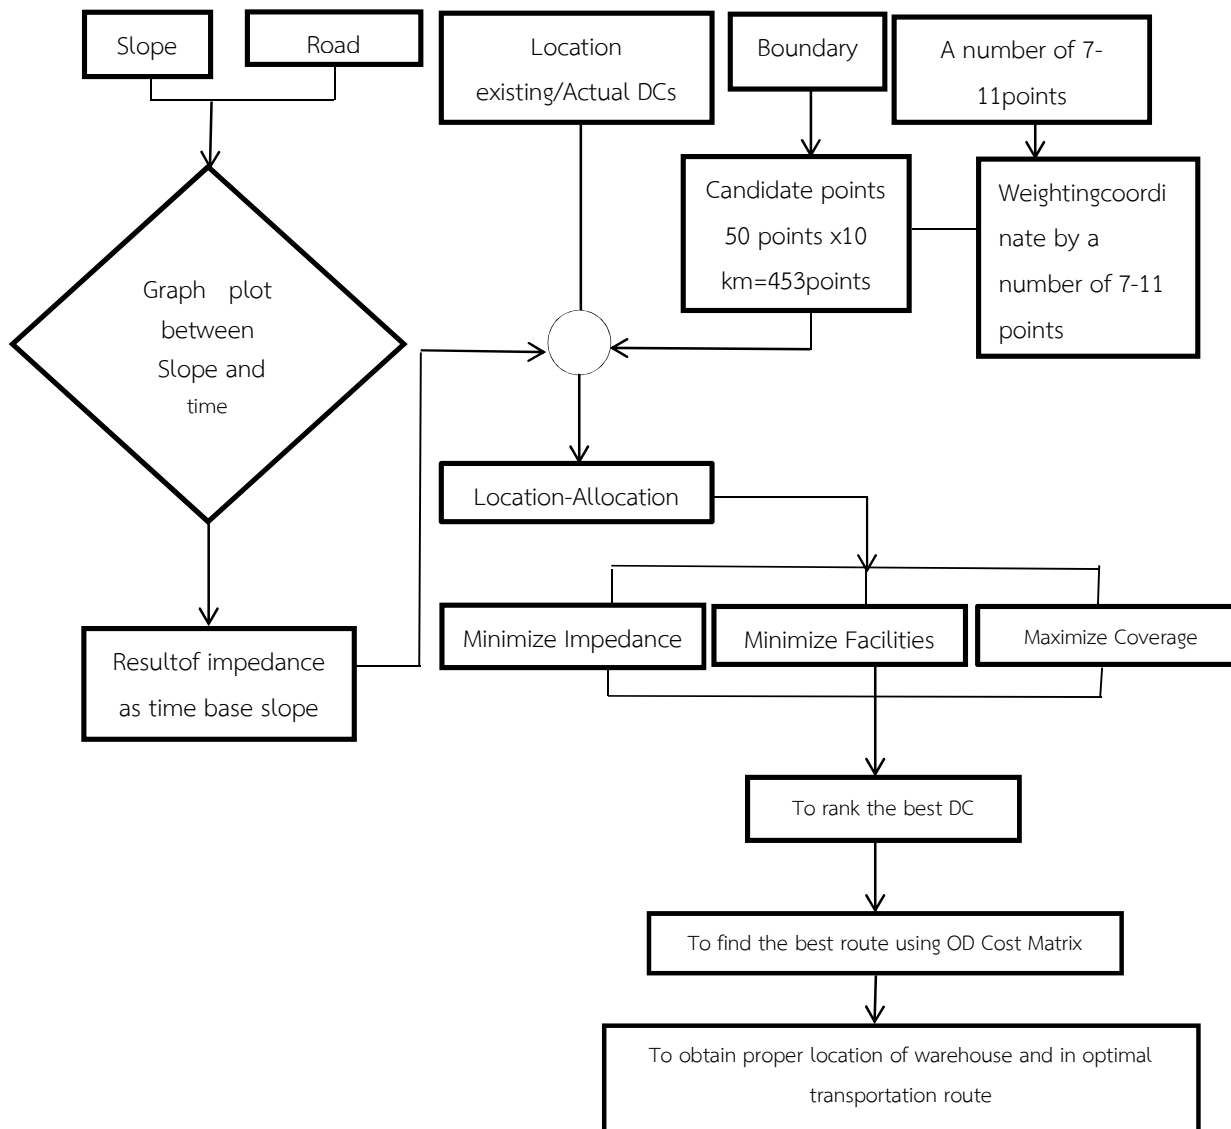 Slope
Road
Location
existing/Actual DCs
Boundary
A number of 7-
11points
Candidate points
50 points x10
km=453points
Weightingcoordi
nate by a
number of 7-11
points
Graph plot
between
Slope and
time
Location-Allocation
Resultof impedance
as time base slope
Minimize Impedance
Minimize Facilities
Maximize Coverage
To rank the best DC
To find the best route using OD Cost Matrix
To obtain proper location of warehouse and in optimal
transportation route